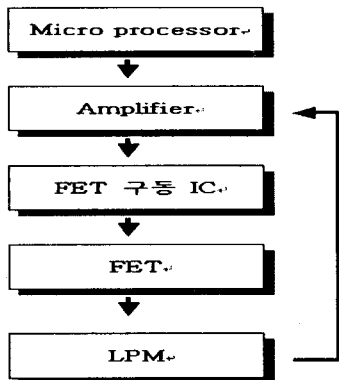 Micro processor
Amplifier
FET 구동 IC
FET
LPM